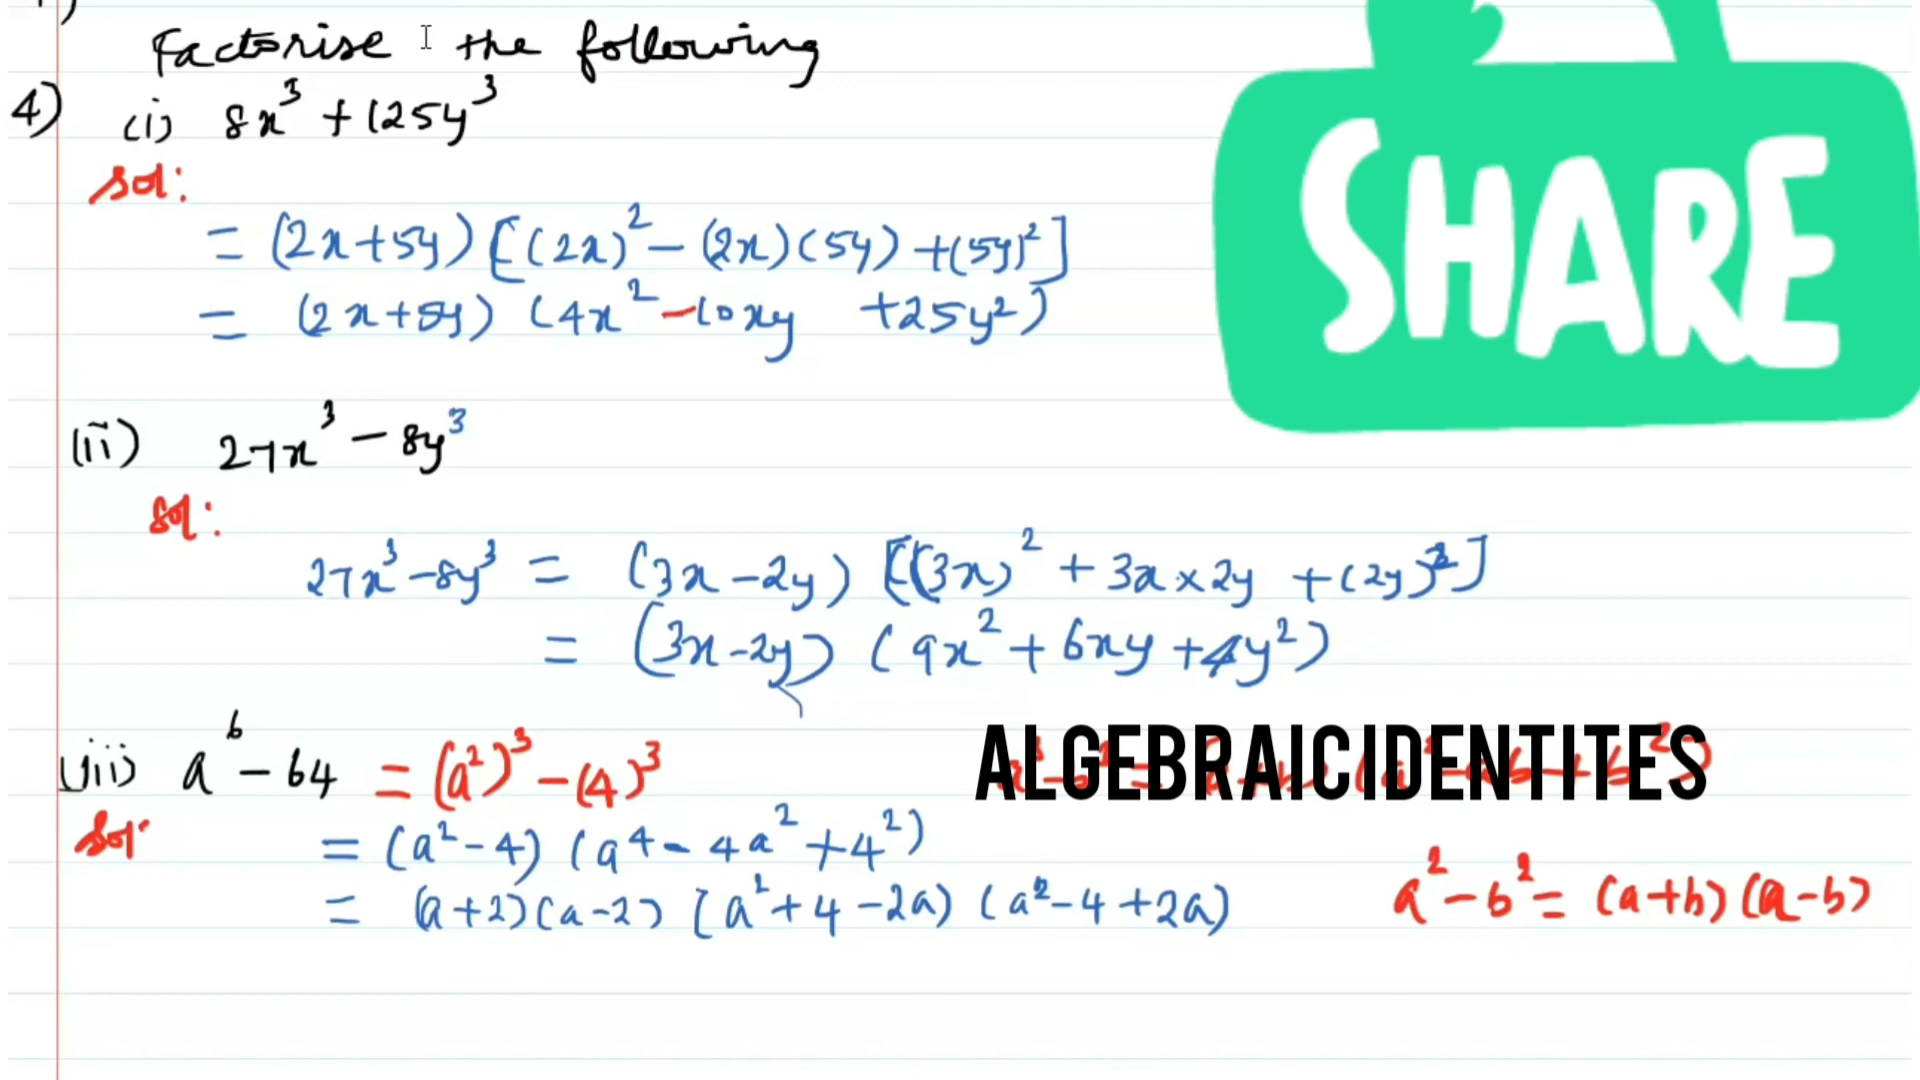 Factorise the following
4) (i) 8x³ + 125y³
SHARE
Sol:
= (2x+5y) [(2x)² - (2x)(5y) + (5y)²]
= (2x+5y) (4x² - 10xy + 25y²)
(ii) 27x³ - 8y³
Sol:
27x³ - 8y³ = (3x - 2y) [(3x)² + 3x × 2y + (2y)²]
= (3x - 2y) (9x² + 6xy + 4y²)
(iii) a⁶ - 64 = (a²)³ - (4)³
ALGEBRAICIDENTITES
Sol:
= (a² - 4) (a⁴ - 4a² + 4²)
= (a+2)(a-2) [a² + 4 - 2a) (a² - 4 + 2a)
a² - b² = (a+b)(a-b)